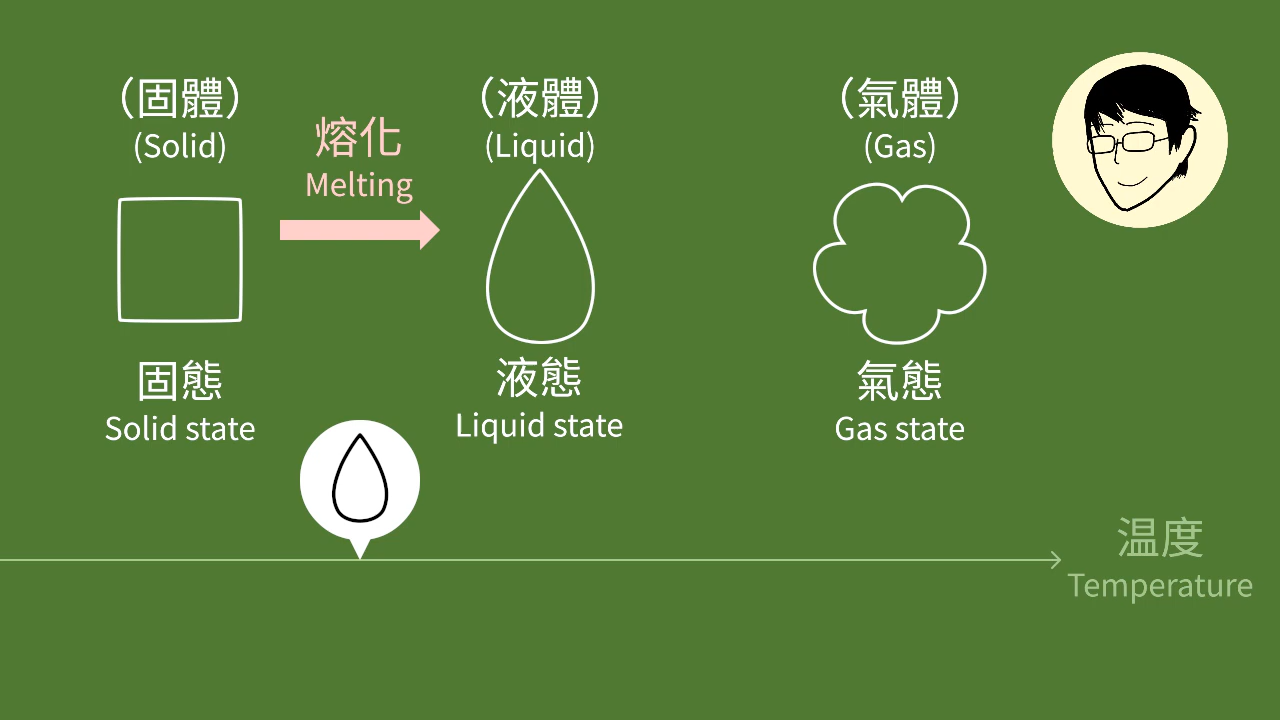 （固體）
(Solid)
熔化
Melting
（液體）
(Liquid)
（氣體）
(Gas)
固態
Solid state
液態
Liquid state
氣態
Gas state
温度
Temperature